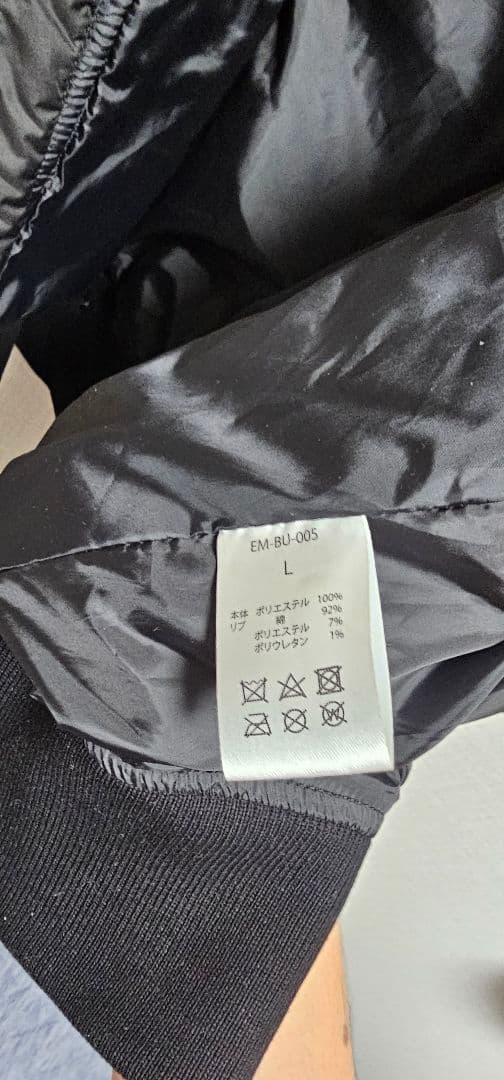 EM-BU-005
L
本体 ポリエステル 100%
リブ 綿 92%
ポリエステル 7%
ポリウレタン 1%
W